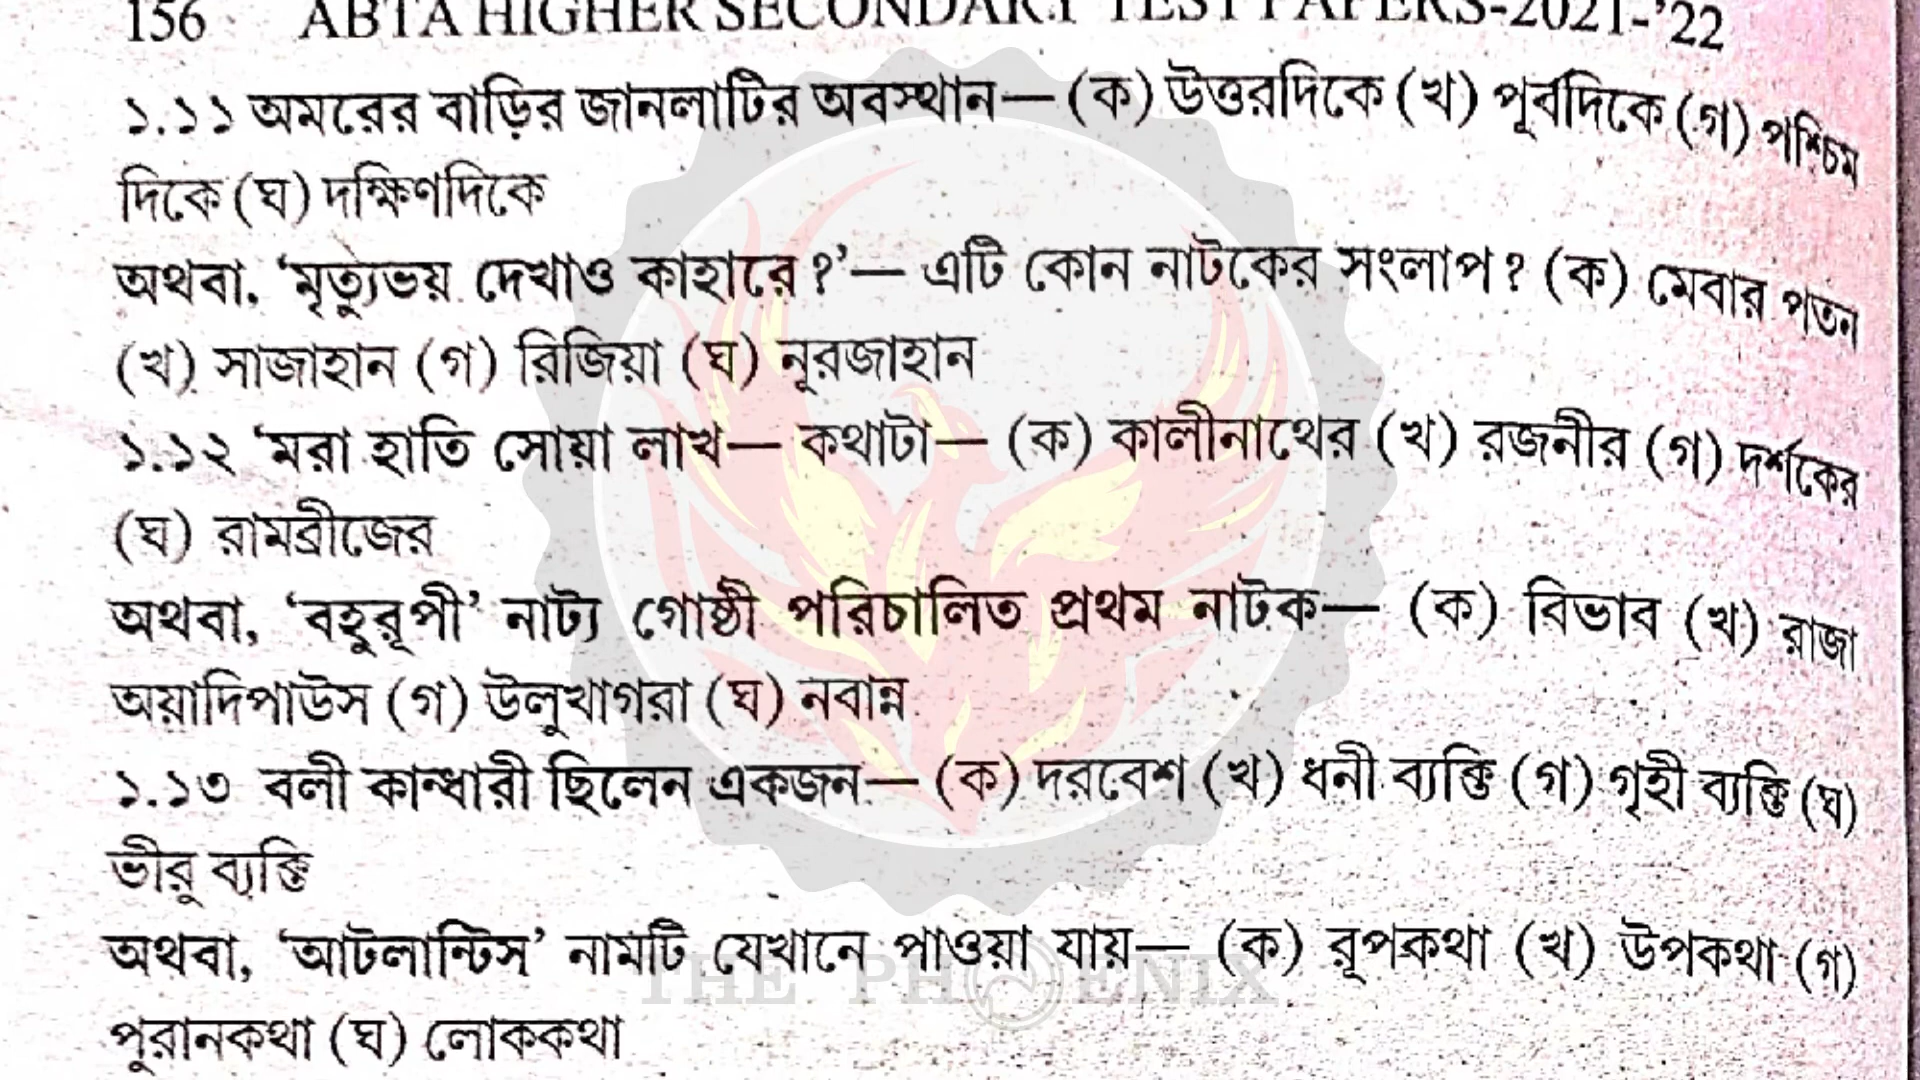 156 ABTA HIGHER SECONDARY TEST PAPERS-2021-'22
১.১১ অমরের বাড়ির জানলাটির অবস্থান— (ক) উত্তরদিকে (খ) পূর্বদিকে (গ) পশ্চিম
দিকে (ঘ) দক্ষিণদিকে
অথবা, ‘মৃত্যুভয় দেখাও কাহারে?’— এটি কোন নাটকের সংলাপ? (ক) মেবার পতন
(খ) সাজাহান (গ) রিজিয়া (ঘ) নূরজাহান
১.১২ ‘মরা হাতি সোয়া লাখ— কথাটা— (ক) কালীনাথের (খ) রজনীর (গ) দর্শকের
(ঘ) রামব্রীজের
অথবা, ‘বহুরূপী’ নাট্য গোষ্ঠী পরিচালিত প্রথম নাটক— (ক) বিভাব (খ) রাজা
অয়াদিপাউস (গ) উলুখাগরা (ঘ) নবান্ন
১.১৩ বলী কান্ধারী ছিলেন একজন— (ক) দরবেশ (খ) ধনী ব্যক্তি (গ) গৃহী ব্যক্তি (ঘ)
ভীরু ব্যক্তি
অথবা, ‘আটলান্টিস’ নামটি যেখানে পাওয়া যায়— (ক) রূপকথা (খ) উপকথা (গ)
THE PHOENIX
পুরানকথা (ঘ) লোককথা